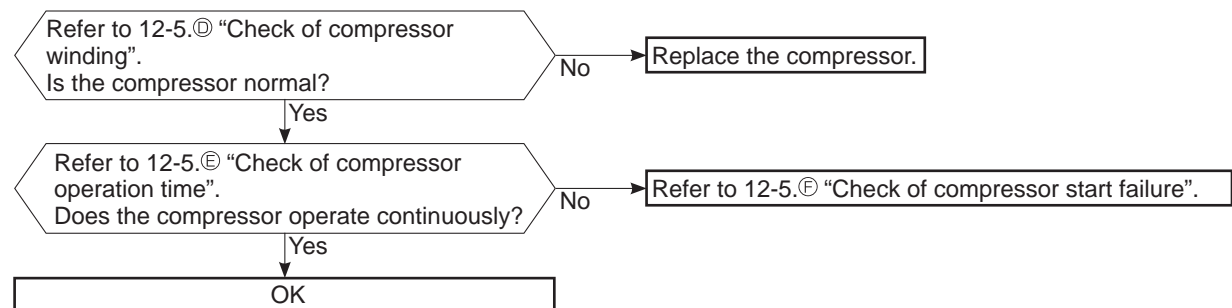 Refer to 12-5.Ⓓ “Check of compressor
winding”.
Is the compressor normal?
No
Replace the compressor.
Yes
Refer to 12-5.Ⓔ “Check of compressor
operation time”.
Does the compressor operate continuously?
No
Refer to 12-5.Ⓕ “Check of compressor start failure”.
Yes
OK